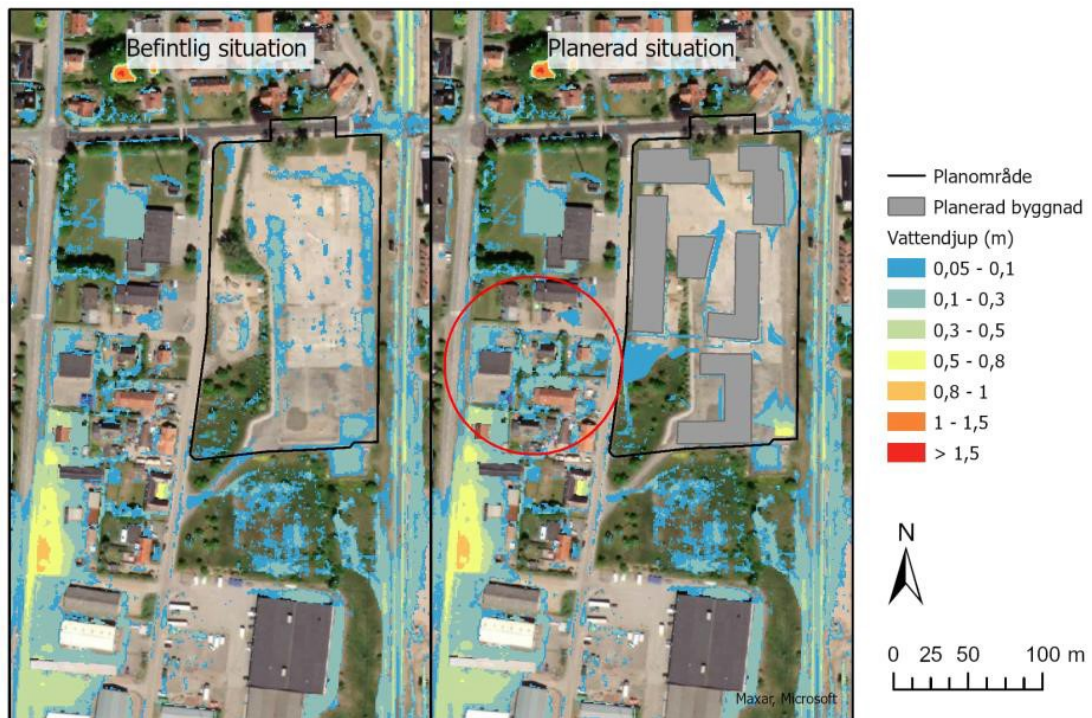 Befintlig situation
Planerad situation
Planområde
Planerad byggnad
Vattendjup (m)
0,05 - 0,1
0,1 - 0,3
0,3 - 0,5
0,5 - 0,8
0,8 - 1
1 - 1,5
> 1,5
N
0 25 50 100 m
Maxar, Microsoft